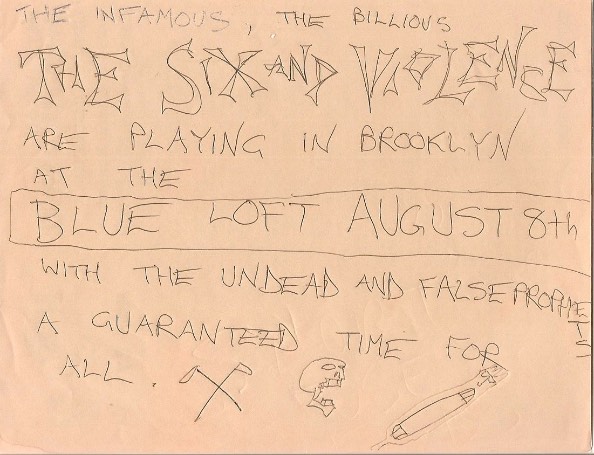 THE INFAMOUS, THE BILLIOUS
THE SIX AND VIOLENCE
ARE PLAYING IN BROOKLYN
AT THE
BLUE LOFT AUGUST 8th
WITH THE UNDEAD AND FALSE PROPHETS
A GUARANTEED TIME FOR
ALL.